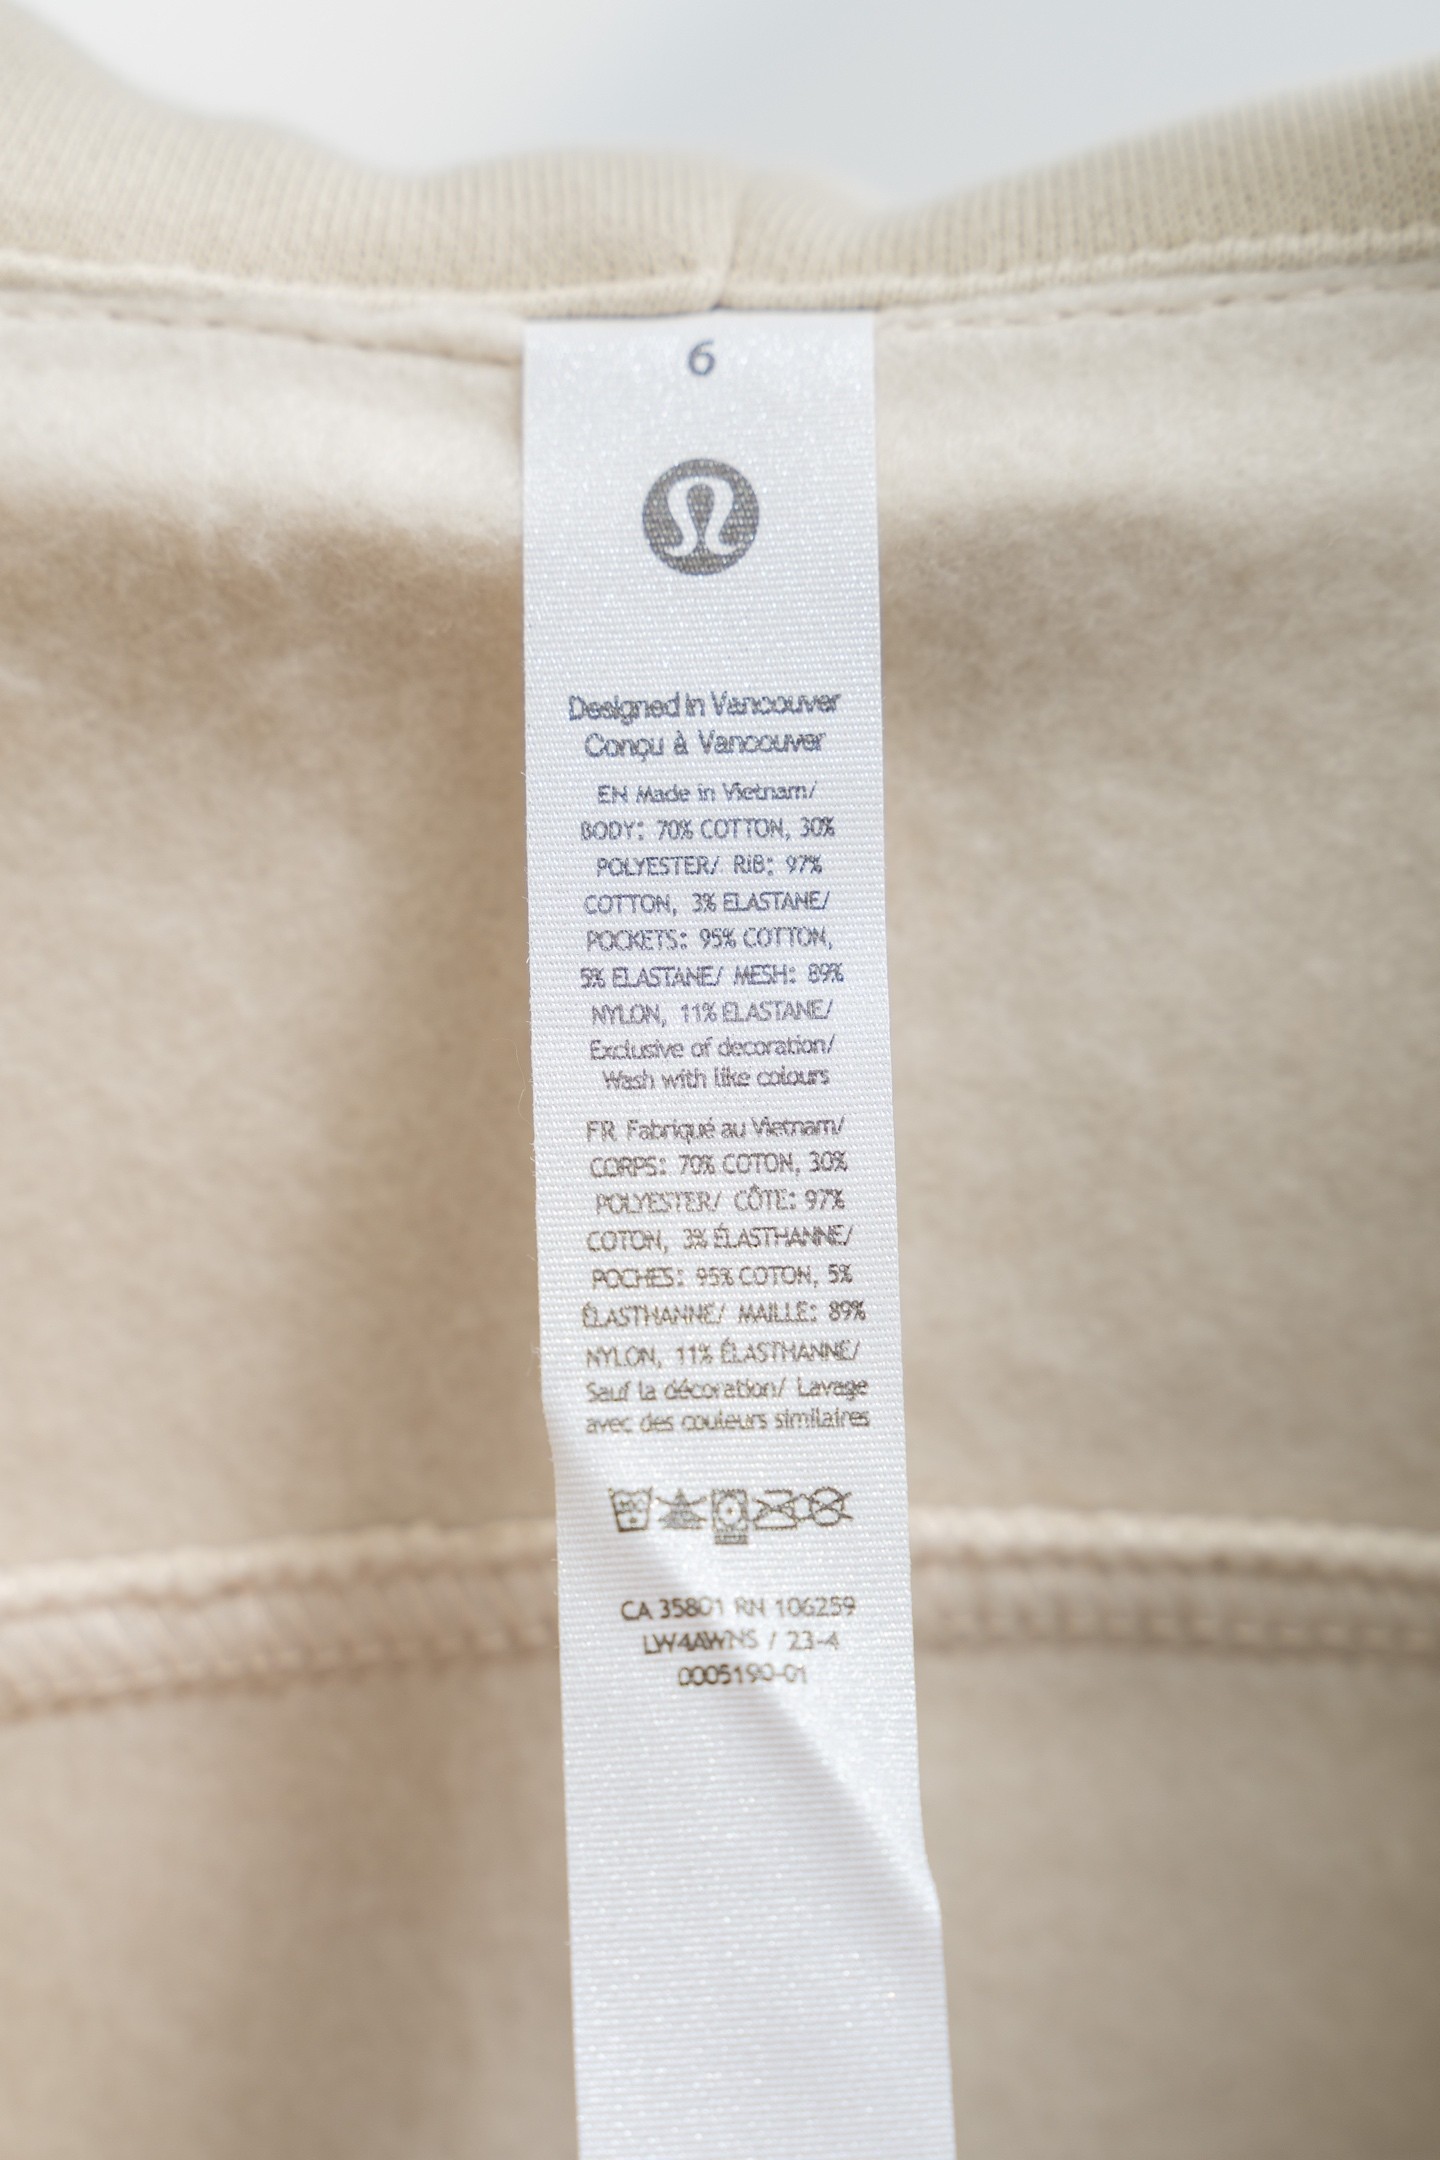 6
Designed in Vancouver
Conçu à Vancouver
EN Made in Vietnam/
BODY: 70% COTTON, 30%
POLYESTER/ RIB: 97%
COTTON, 3% ELASTANE/
POCKETS: 95% COTTON,
5% ELASTANE/ MESH: 89%
NYLON, 11% ELASTANE/
Exclusive of decoration/
Wash with like colours
FR Fabriqué au Vietnam/
CORPS: 70% COTON, 30%
POLYESTER/ CÔTE: 97%
COTON, 3% ÉLASTHANNE/
POCHES: 95% COTON, 5%
ÉLASTHANNE/ MAILLE: 89%
NYLON, 11% ÉLASTHANNE/
Sauf la décoration/ Lavage
avec des couleurs similaires
CA 35801 RN 106259
LW4AWNS / 23-4
0005190-01